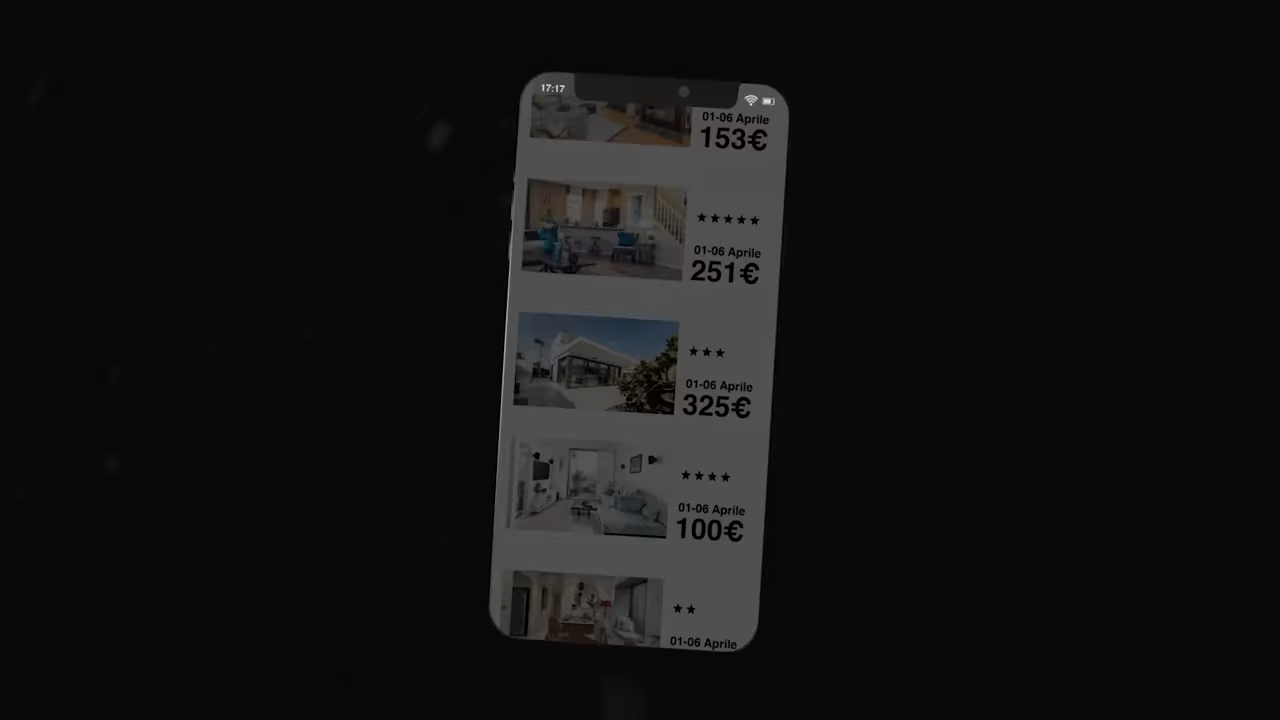 17:17
01-06 Aprile
153€
★★★★★
01-06 Aprile
251€
★★★
01-06 Aprile
325€
★★★★
01-06 Aprile
100€
★★
01-06 Aprile